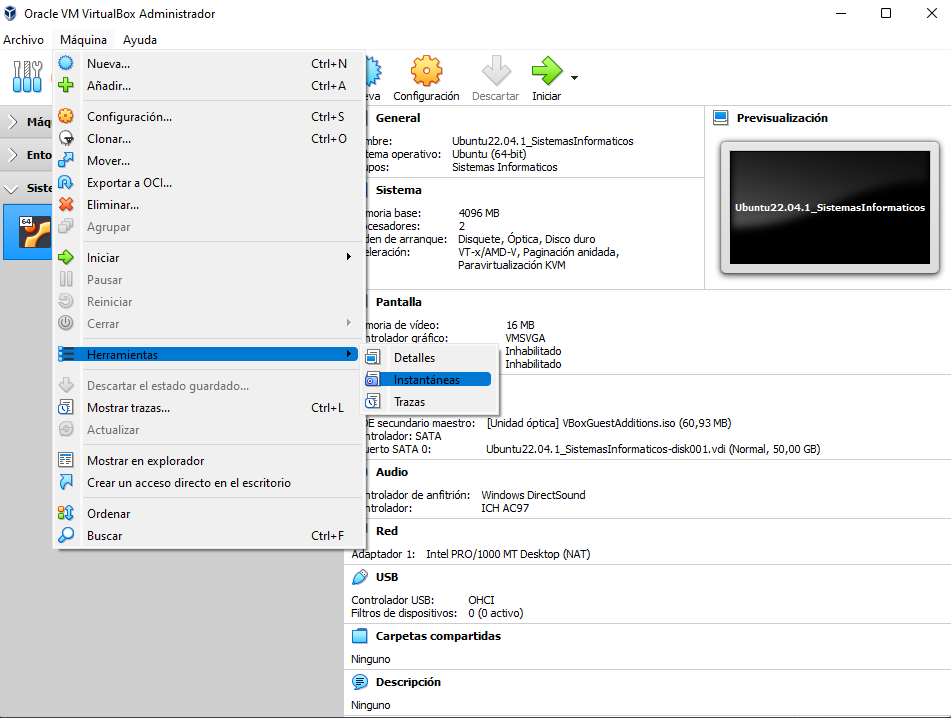 Oracle VM VirtualBox Administrador
Archivo Máquina Ayuda
Nueva... Ctrl+N
Añadir... Ctrl+A
Configuración... Ctrl+S
Clonar... Ctrl+O
Mover...
Exportar a OCI...
Eliminar...
Agrupar
Iniciar
Pausar
Reiniciar
Cerrar
Herramientas
Descartar el estado guardado...
Mostrar trazas... Ctrl+L
Actualizar
Mostrar en explorador
Crear un acceso directo en el escritorio
Ordenar
Buscar Ctrl+F
Detalles
Instantáneas
Trazas
Máq
Ento
Siste
64
eva Configuración Descartar Iniciar
General
mbre: Ubuntu22.04.1_SistemasInformaticos
tema operativo: Ubuntu (64-bit)
upos: Sistemas Informaticos
Sistema
moria base: 4096 MB
ocesadores: 2
den de arranque: Disquete, Óptica, Disco duro
eleración: VT-x/AMD-V, Paginación anidada,
Paravirtualización KVM
Previsualización
Ubuntu22.04.1_SistemasInformaticos
Pantalla
moria de vídeo: 16 MB
ntrolador gráfico: VMSVGA
Inhabilitado
Inhabilitado
DE secundario maestro: [Unidad óptica] VBoxGuestAdditions.iso (60,93 MB)
ntrolador: SATA
uerto SATA 0: Ubuntu22.04.1_SistemasInformaticos-disk001.vdi (Normal, 50,00 GB)
Audio
ntrolador de anfitrión: Windows DirectSound
ntrolador: ICH AC97
Red
Adaptador 1: Intel PRO/1000 MT Desktop (NAT)
USB
Controlador USB: OHCI
Filtros de dispositivos: 0 (0 activo)
Carpetas compartidas
Ninguno
Descripción
Ninguno